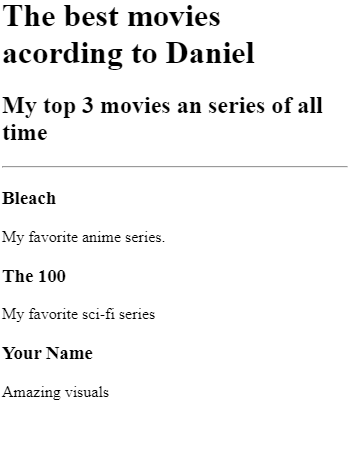 The best movies
acording to Daniel
My top 3 movies an series of all
time
Bleach
My favorite anime series.
The 100
My favorite sci-fi series
Your Name
Amazing visuals